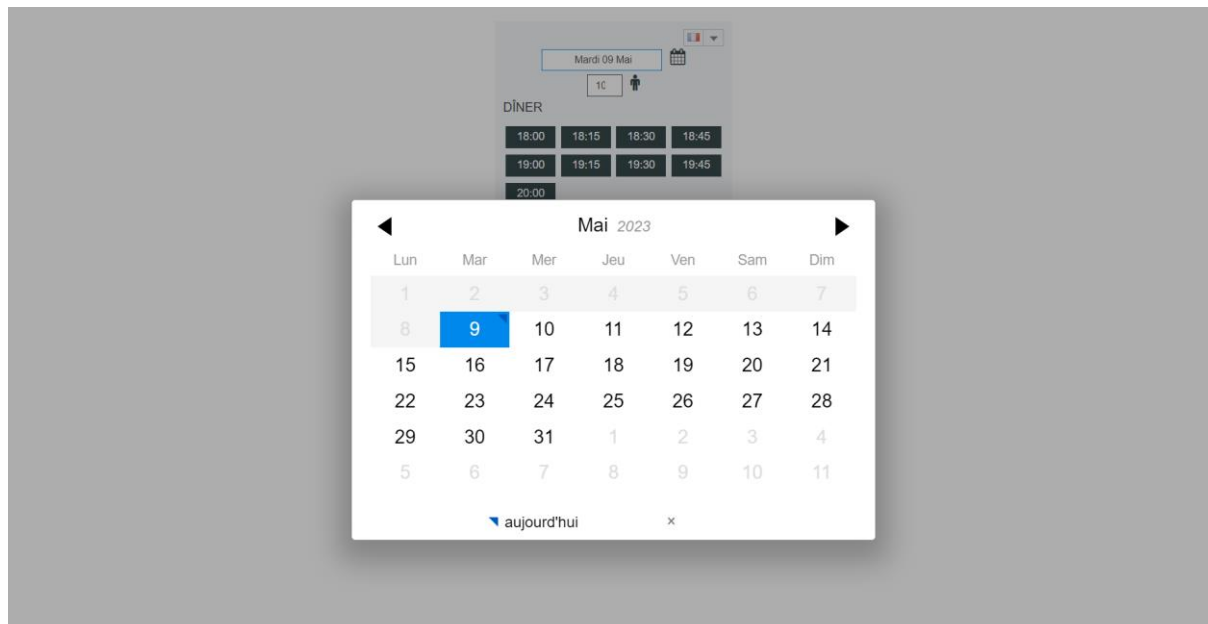 Mardi 09 Mai
10
DÎNER
18:00 18:15 18:30 18:45
19:00 19:15 19:30 19:45
20:00
Mai 2023
Lun Mar Mer Jeu Ven Sam Dim
1 2 3 4 5 6 7
8 9 10 11 12 13 14
15 16 17 18 19 20 21
22 23 24 25 26 27 28
29 30 31 1 2 3 4
5 6 7 8 9 10 11
aujourd'hui ×